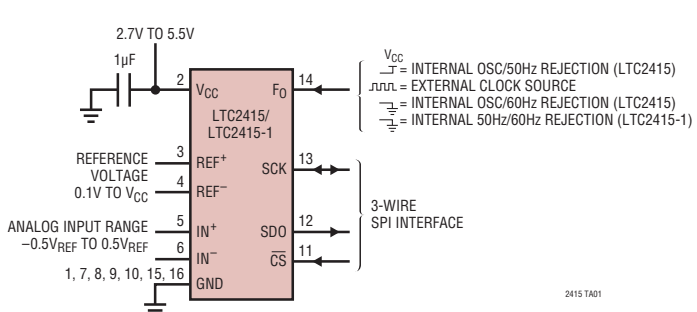 2.7V TO 5.5V
1µF
2
VCC
LTC2415/
LTC2415-1
FO
14
VCC
= INTERNAL OSC/50Hz REJECTION (LTC2415)
= EXTERNAL CLOCK SOURCE
= INTERNAL OSC/60Hz REJECTION (LTC2415)
= INTERNAL 50Hz/60Hz REJECTION (LTC2415-1)
REFERENCE
VOLTAGE
0.1V TO VCC
3
REF+
4
REF–
SCK
13
3-WIRE
SPI INTERFACE
ANALOG INPUT RANGE
–0.5VREF TO 0.5VREF
5
IN+
6
IN–
SDO
12
CS
11
1, 7, 8, 9, 10, 15, 16
GND
2415 TA01